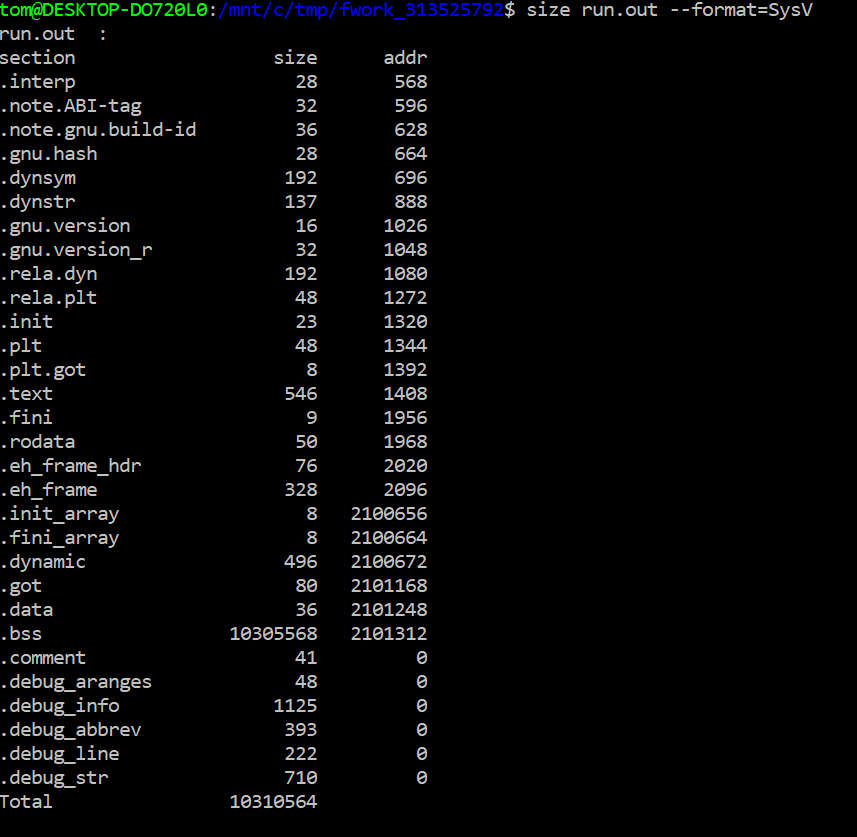 tom@DESKTOP-DO720L0:/mnt/c/tmp/fwork_313525792$ size run.out --format=SysV
run.out  :
section                 size      addr
.interp                   28       568
.note.ABI-tag             32       596
.note.gnu.build-id        36       628
.gnu.hash                 28       664
.dynsym                  192       696
.dynstr                  137       888
.gnu.version              16      1026
.gnu.version_r            32      1048
.rela.dyn                192      1080
.rela.plt                 48      1272
.init                     23      1320
.plt                      48      1344
.plt.got                   8      1392
.text                    546      1408
.fini                      9      1956
.rodata                   50      1968
.eh_frame_hdr             76      2020
.eh_frame                328      2096
.init_array                8   2100656
.fini_array                8   2100664
.dynamic                 496   2100672
.got                      80   2101168
.data                     36   2101248
.bss                10305568   2101312
.comment                  41         0
.debug_aranges            48         0
.debug_info             1125         0
.debug_abbrev            393         0
.debug_line              222         0
.debug_str               710         0
Total               10310564